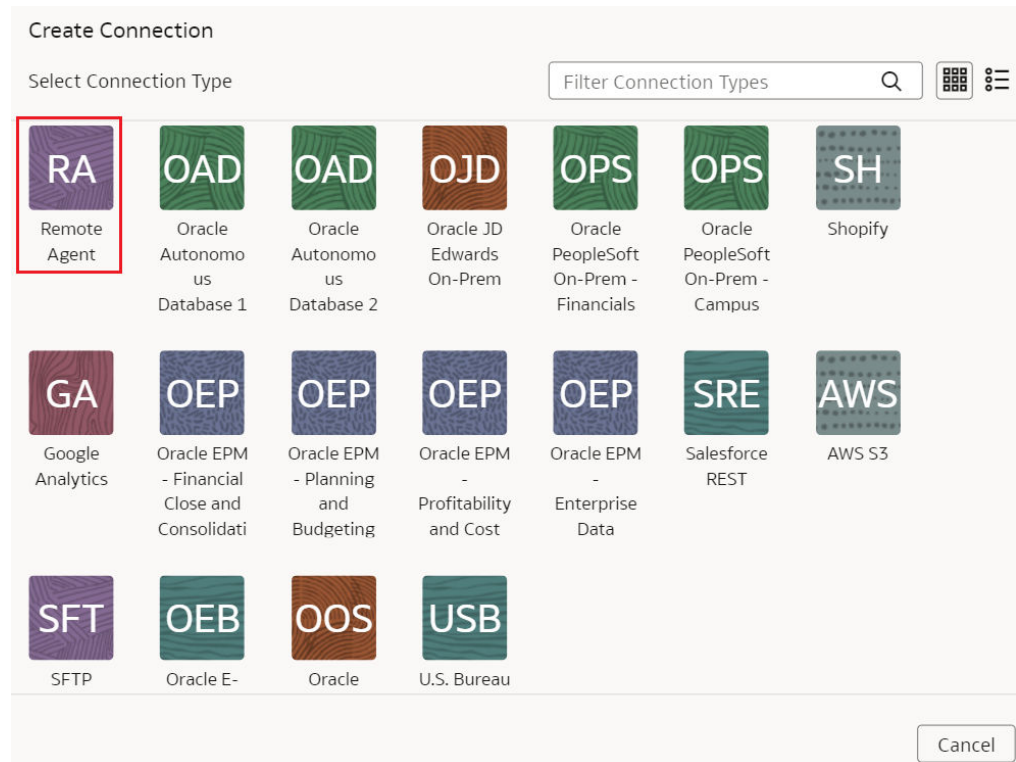 Create Connection
Select Connection Type
Filter Connection Types
RA
OAD
OAD
OJD
OPS
OPS
SH
Remote
Agent
Oracle
Autonomo
us
Database 1
Oracle
Autonomo
us
Database 2
Oracle JD
Edwards
On-Prem
Oracle
PeopleSoft
On-Prem -
Financials
Oracle
PeopleSoft
On-Prem -
Campus
Shopify
GA
OEP
OEP
OEP
OEP
SRE
AWS
Google
Analytics
Oracle EPM
- Financial
Close and
Consolidati
Oracle EPM
- Planning
and
Budgeting
Oracle EPM
-
Profitability
and Cost
Oracle EPM
-
Enterprise
Data
Salesforce
REST
AWS S3
SFT
OEB
OOS
USB
SFTP
Oracle E-
Oracle
U.S. Bureau
Cancel